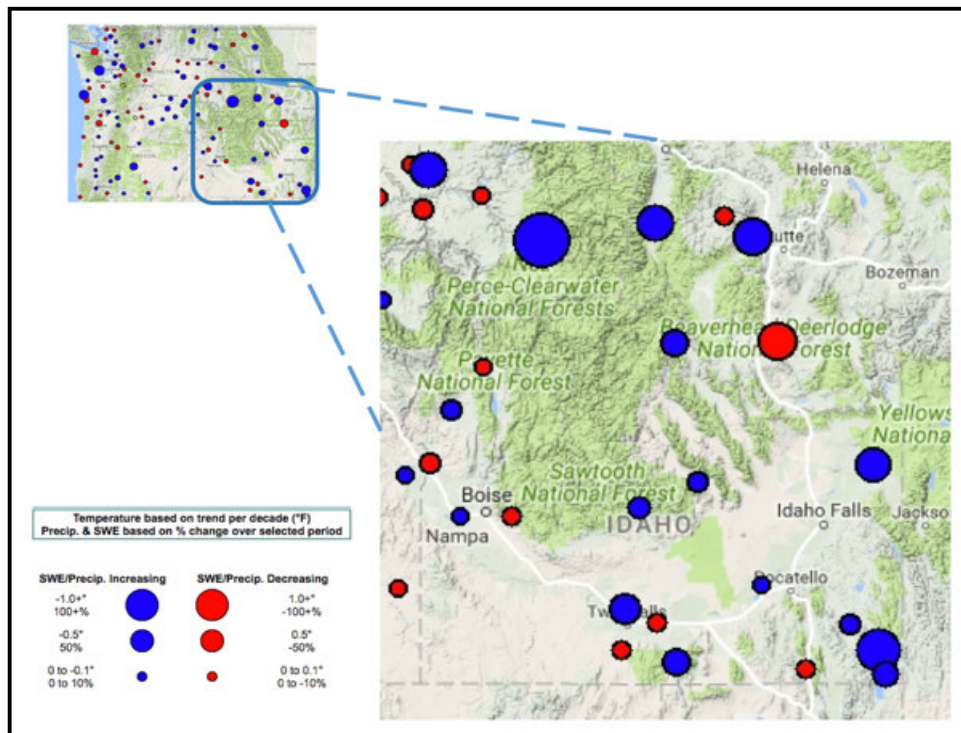 Helena
Butte
Bozeman
Nez
Perce-Clearwater
National Forests
Beaverhead-Deerlodge
National Forest
Payette
National Forest
Yellows
National
Sawtooth
National Forest
Boise
Nampa
IDAHO
Idaho Falls
Jackso
Pocatello
Twin Falls
Temperature based on trend per decade (°F)
Precip. & SWE based on % change over selected period
SWE/Precip. Increasing SWE/Precip. Decreasing
-1.0+° 1.0+°
100+% -100+%
-0.5° 0.5°
50% -50%
0 to -0.1° 0 to 0.1°
0 to 10% 0 to -10%